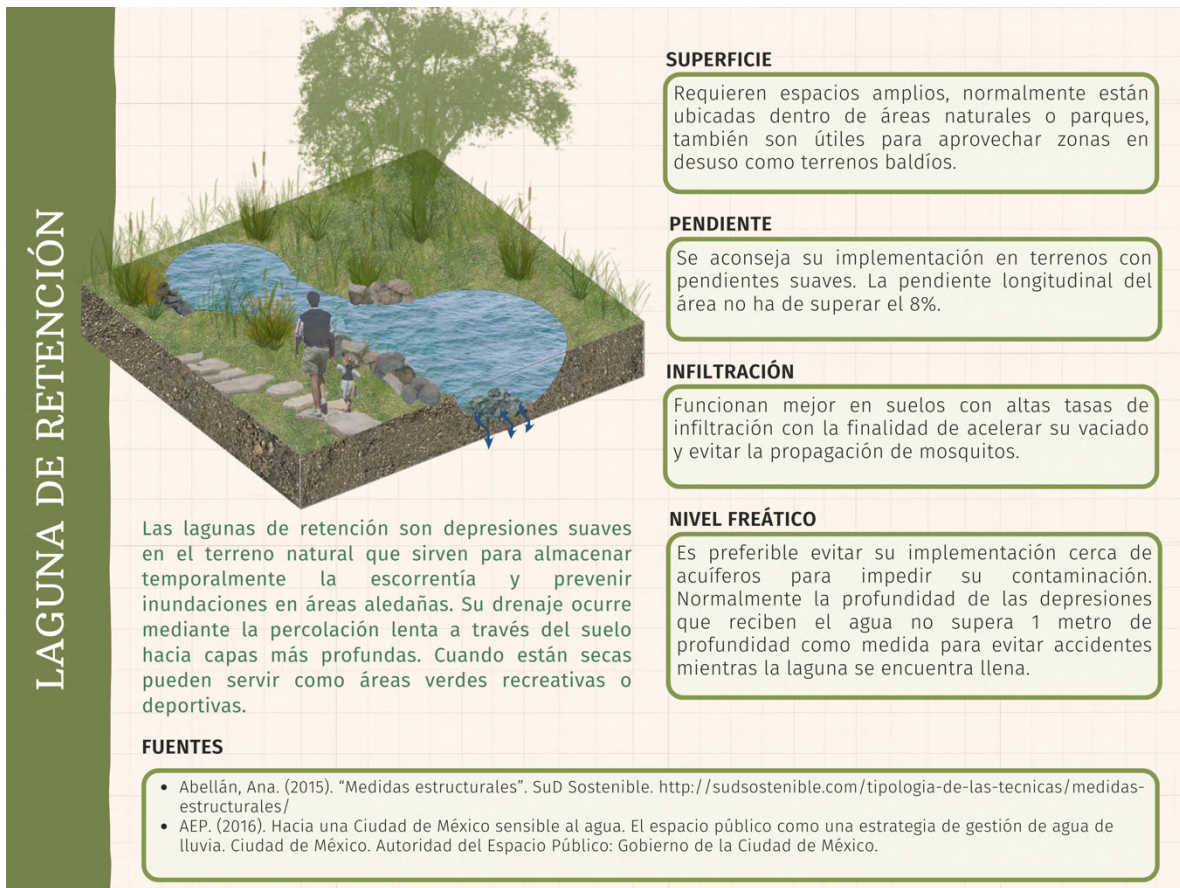 LAGUNA DE RETENCIÓN
Las lagunas de retención son depresiones suaves
en el terreno natural que sirven para almacenar
temporalmente la escorrentía y prevenir
inundaciones en áreas aledañas. Su drenaje ocurre
mediante la percolación lenta a través del suelo
hacia capas más profundas. Cuando están secas
pueden servir como áreas verdes recreativas o
deportivas.
SUPERFICIE
Requieren espacios amplios, normalmente están
ubicadas dentro de áreas naturales o parques,
también son útiles para aprovechar zonas en
desuso como terrenos baldíos.
PENDIENTE
Se aconseja su implementación en terrenos con
pendientes suaves. La pendiente longitudinal del
área no ha de superar el 8%.
INFILTRACIÓN
Funcionan mejor en suelos con altas tasas de
infiltración con la finalidad de acelerar su vaciado
y evitar la propagación de mosquitos.
NIVEL FREÁTICO
Es preferible evitar su implementación cerca de
acuíferos para impedir su contaminación.
Normalmente la profundidad de las depresiones
que reciben el agua no supera 1 metro de
profundidad como medida para evitar accidentes
mientras la laguna se encuentra llena.
FUENTES
• Abellán, Ana. (2015). “Medidas estructurales”. SuD Sostenible. http://sudsostenible.com/tipologia-de-las-tecnicas/medidas-
estructurales/
• AEP. (2016). Hacia una Ciudad de México sensible al agua. El espacio público como una estrategia de gestión de agua de
lluvia. Ciudad de México. Autoridad del Espacio Público: Gobierno de la Ciudad de México.